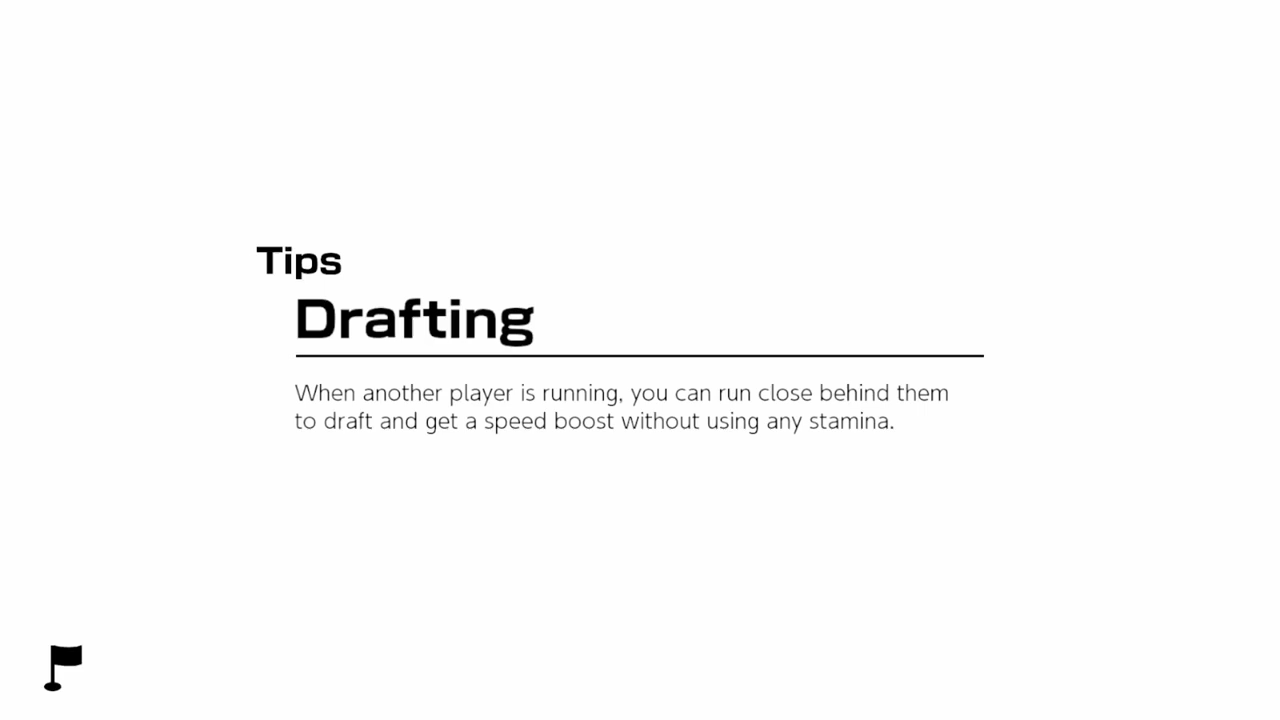 Tips
Drafting
When another player is running, you can run close behind them
to draft and get a speed boost without using any stamina.